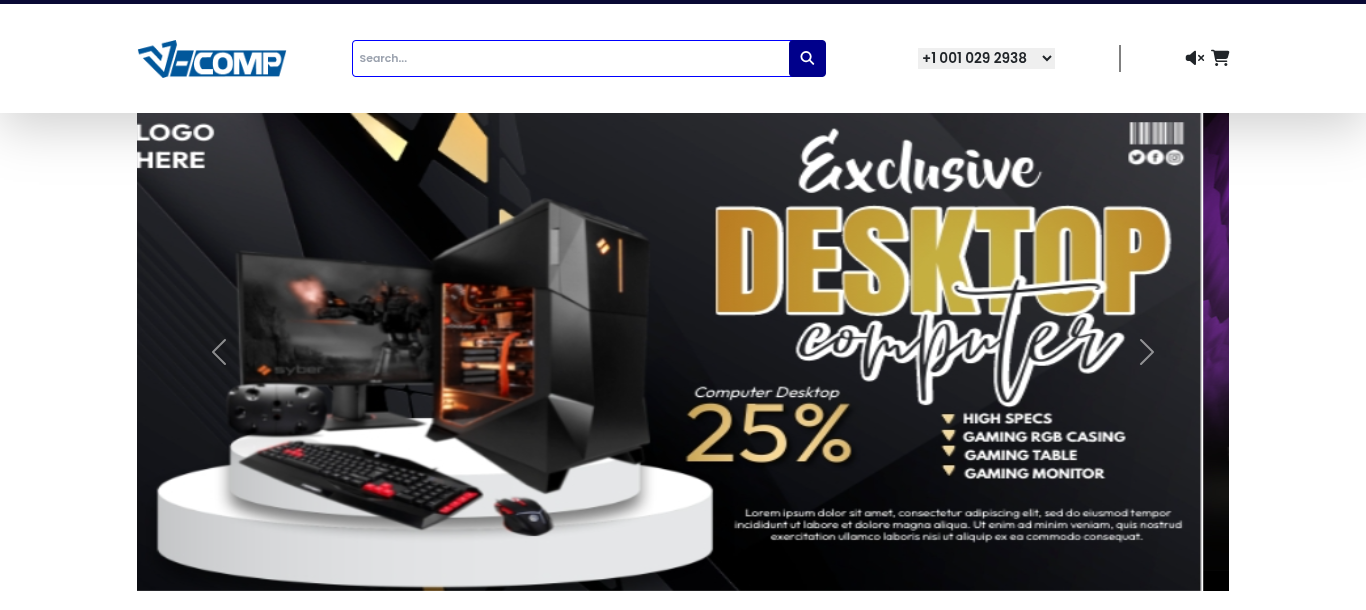 V-COMP
Search...
+1 001 029 2938
LOGO
HERE
Exclusive
DESKTOP
computer
syber
Computer Desktop
25%
HIGH SPECS
GAMING RGB CASING
GAMING TABLE
GAMING MONITOR
Lorem ipsum dolor sit amet, consectetur adipiscing elit, sed do eiusmod tempor
incididunt ut labore et dolore magna aliqua. Ut enim ad minim veniam, quis nostrud
exercitation ullamco laboris nisi ut aliquip ex ea commodo consequat.